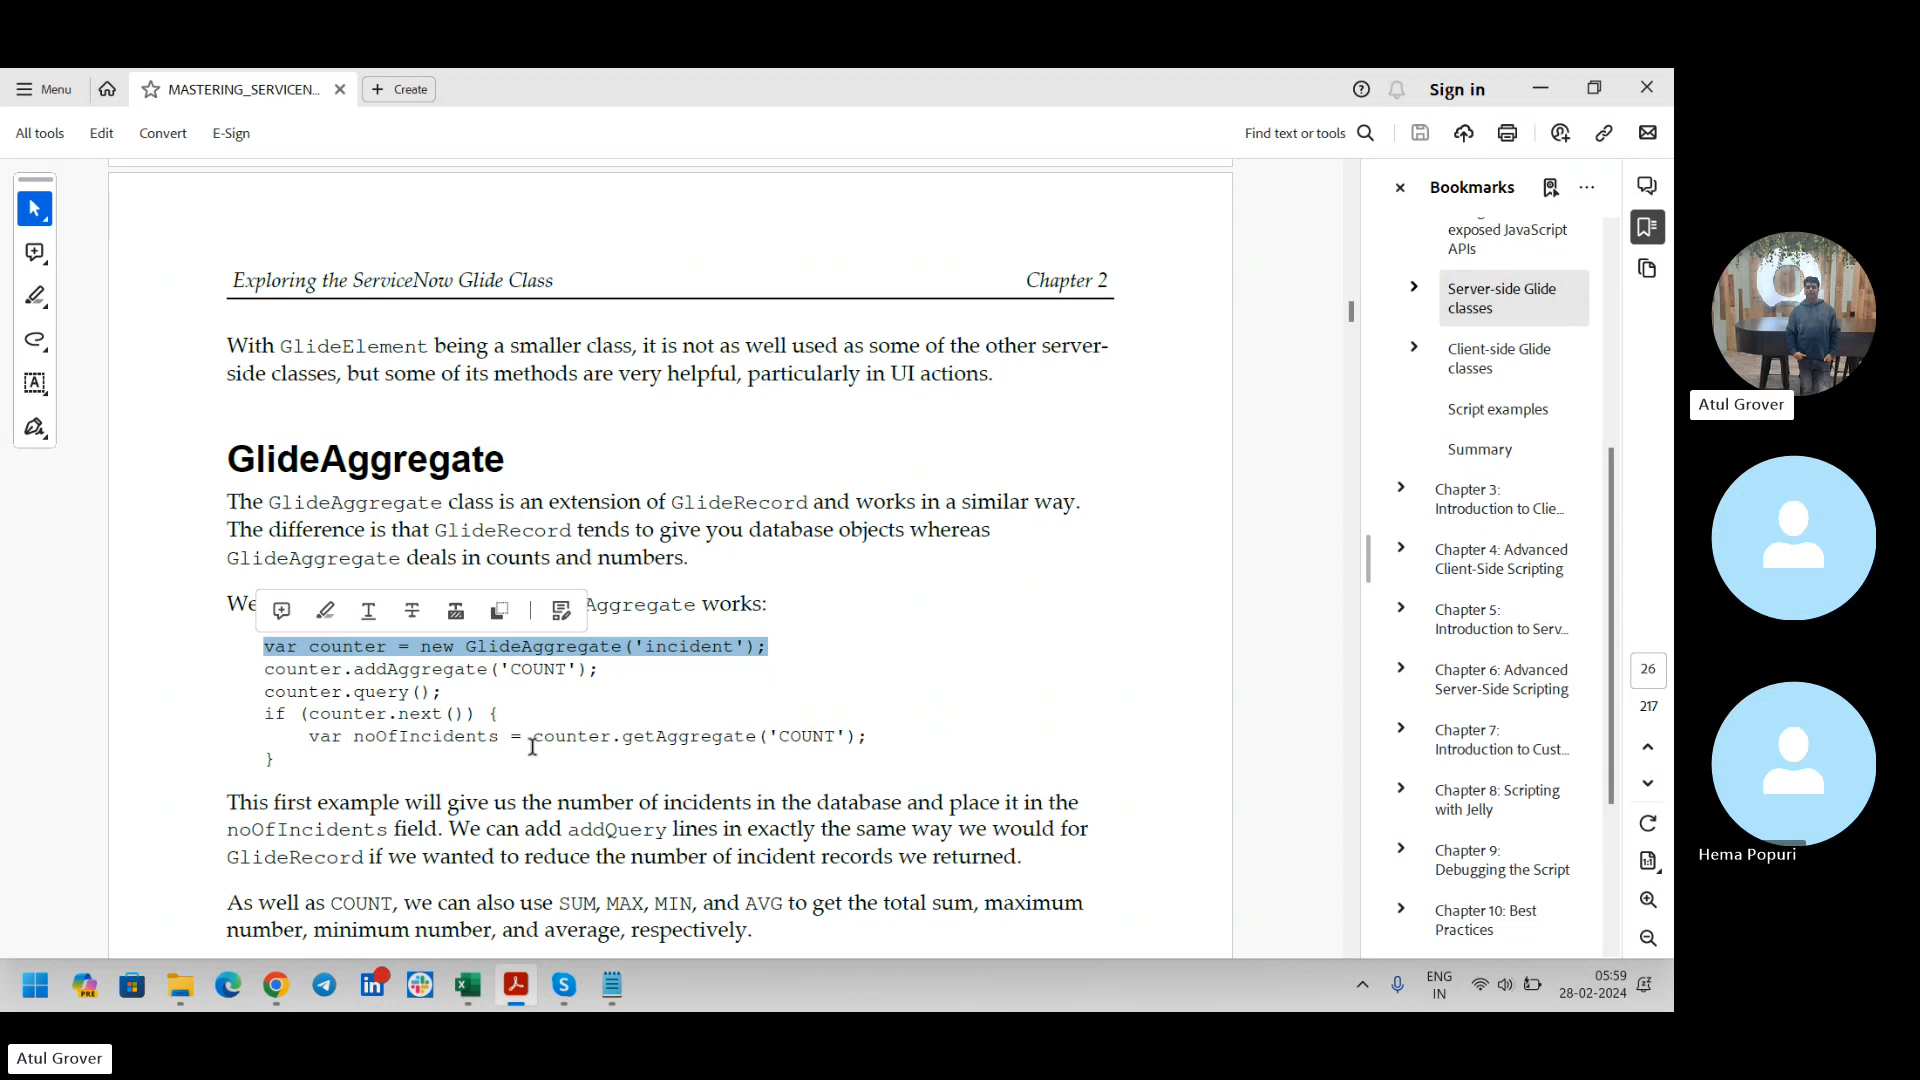 Menu
MASTERING_SERVICEN...
Create
Sign in
All tools
Edit
Convert
E-Sign
Find text or tools
Exploring the ServiceNow Glide Class
Chapter 2
With GlideElement being a smaller class, it is not as well used as some of the other server-
side classes, but some of its methods are very helpful, particularly in UI actions.
GlideAggregate
The GlideAggregate class is an extension of GlideRecord and works in a similar way.
The difference is that GlideRecord tends to give you database objects whereas
GlideAggregate deals in counts and numbers.
We
Aggregate works:
var counter = new GlideAggregate('incident');
counter.addAggregate('COUNT');
counter.query();
if (counter.next()) {
var noOfIncidents = counter.getAggregate('COUNT');
}
This first example will give us the number of incidents in the database and place it in the
noOfIncidents field. We can add addQuery lines in exactly the same way we would for
GlideRecord if we wanted to reduce the number of incident records we returned.
As well as COUNT, we can also use SUM, MAX, MIN, and AVG to get the total sum, maximum
number, minimum number, and average, respectively.
Bookmarks
exposed JavaScript
APIs
Server-side Glide
classes
Client-side Glide
classes
Script examples
Summary
Chapter 3:
Introduction to Clie...
Chapter 4: Advanced
Client-Side Scripting
Chapter 5:
Introduction to Serv...
Chapter 6: Advanced
Server-Side Scripting
Chapter 7:
Introduction to Cust...
Chapter 8: Scripting
with Jelly
Chapter 9:
Debugging the Script
Chapter 10: Best
Practices
26
217
1:1
PRE
ENG
IN
05:59
28-02-2024
Atul Grover
Hema Popuri
Atul Grover